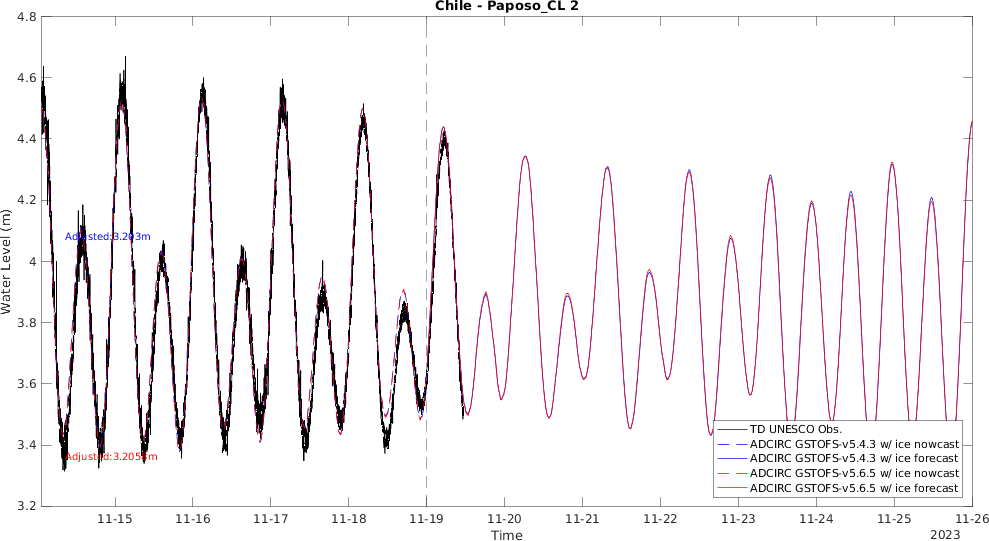 Chile - Paposo_CL 2
4.8
4.6
4.4
4.2
4
3.8
3.6
3.4
3.2
Water Level (m)
Adjusted:3.203m
Adjusted:3.205m
TD UNESCO Obs.
ADCIRC GSTOFS-v5.4.3 w/ ice nowcast
ADCIRC GSTOFS-v5.4.3 w/ ice forecast
ADCIRC GSTOFS-v5.6.5 w/ ice nowcast
ADCIRC GSTOFS-v5.6.5 w/ ice forecast
11-15 11-16 11-17 11-18 11-19 11-20 11-21 11-22 11-23 11-24 11-25 11-26
Time
2023